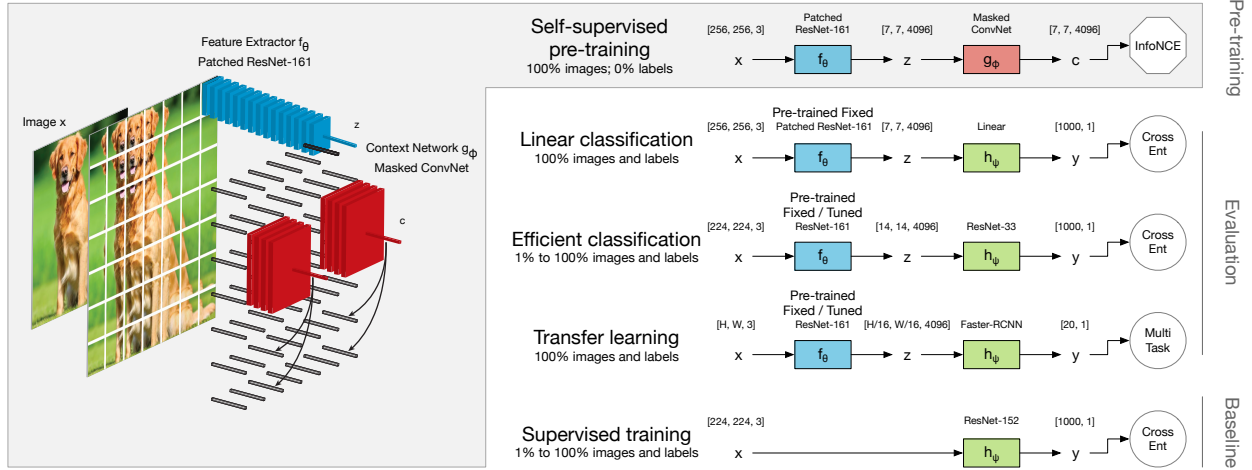 Feature Extractor fθ
Patched ResNet-161
Image x
z
Context Network gϕ
Masked ConvNet
c
Self-supervised
pre-training
100% images; 0% labels
[256, 256, 3]
Patched
ResNet-161
[7, 7, 4096]
Masked
ConvNet
[7, 7, 4096]
x
fθ
z
gϕ
c
InfoNCE
Pre-training
Linear classification
100% images and labels
[256, 256, 3]
Pre-trained Fixed
Patched ResNet-161
[7, 7, 4096]
Linear
[1000, 1]
x
fθ
z
hψ
y
Cross
Ent
Efficient classification
1% to 100% images and labels
[224, 224, 3]
Pre-trained
Fixed / Tuned
ResNet-161
[14, 14, 4096]
ResNet-33
[1000, 1]
x
fθ
z
hψ
y
Cross
Ent
Evaluation
Transfer learning
100% images and labels
[H, W, 3]
Pre-trained
Fixed / Tuned
ResNet-161
[H/16, W/16, 4096]
Faster-RCNN
[20, 1]
x
fθ
z
hψ
y
Multi
Task
Supervised training
1% to 100% images and labels
[224, 224, 3]
ResNet-152
[1000, 1]
x
hψ
y
Cross
Ent
Baseline